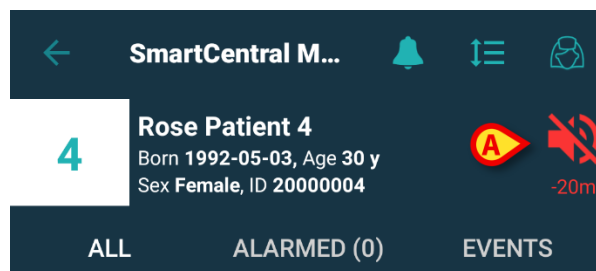 SmartCentral M...
4
Rose Patient 4
Born 1992-05-03, Age 30 y
Sex Female, ID 20000004
A
-20m
ALL ALARMED (0) EVENTS